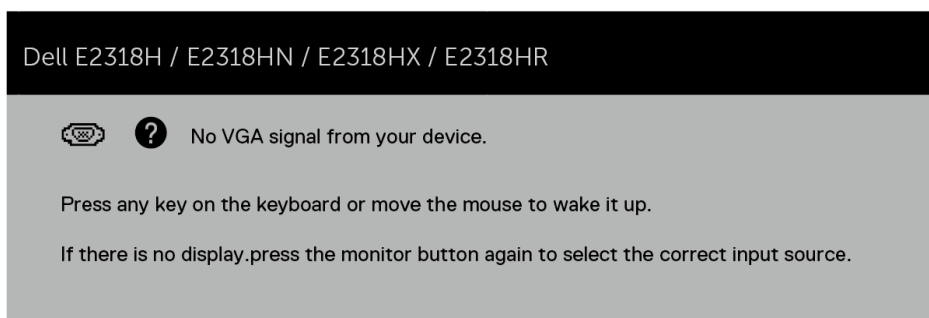 Dell E2318H / E2318HN / E2318HX / E2318HR
No VGA signal from your device.
Press any key on the keyboard or move the mouse to wake it up.
If there is no display.press the monitor button again to select the correct input source.